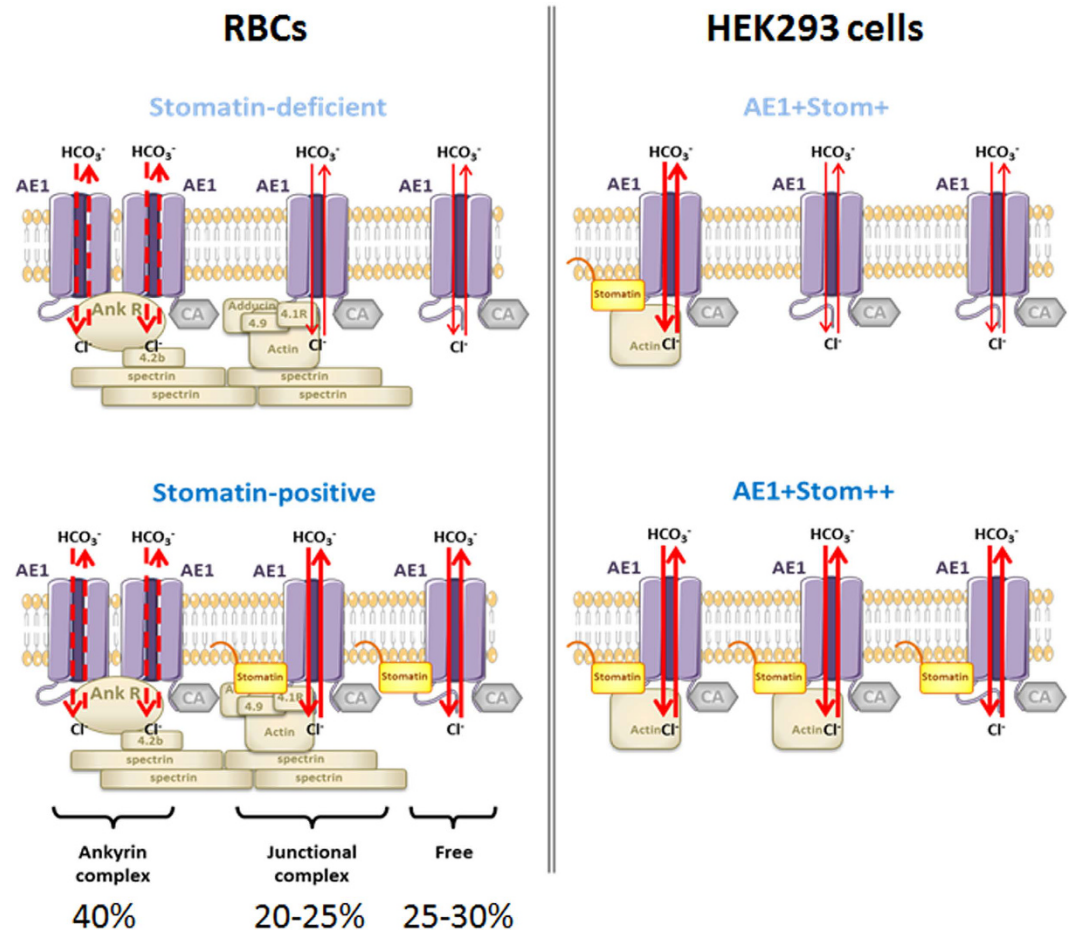 RBCs
HEK293 cells
Stomatin-deficient
AE1+Stom+
HCO₃⁻ HCO₃⁻ HCO₃⁻ HCO₃⁻
AE1 AE1 AE1 AE1
Ank R CA Adducin 4.1R CA CA
4.9
Cl⁻ Cl⁻ Actin Cl⁻ Cl⁻
4.2b
spectrin spectrin
spectrin spectrin
HCO₃⁻ HCO₃⁻ HCO₃⁻
AE1 AE1 AE1
Stomatin
CA CA CA
Actin Cl⁻ Cl⁻ Cl⁻
Stomatin-positive
AE1+Stom++
HCO₃⁻ HCO₃⁻ HCO₃⁻ HCO₃⁻
AE1 AE1 AE1 AE1
Stomatin Stomatin
Ank R CA 4.1R CA CA
4.9
Cl⁻ Cl⁻ Actin Cl⁻ Cl⁻
4.2b
spectrin spectrin
spectrin spectrin
HCO₃⁻ HCO₃⁻ HCO₃⁻
AE1 AE1 AE1
Stomatin Stomatin Stomatin
CA CA CA
Actin Cl⁻ Actin Cl⁻ Cl⁻
Ankyrin
complex
Junctional
complex
Free
40%
20-25%
25-30%